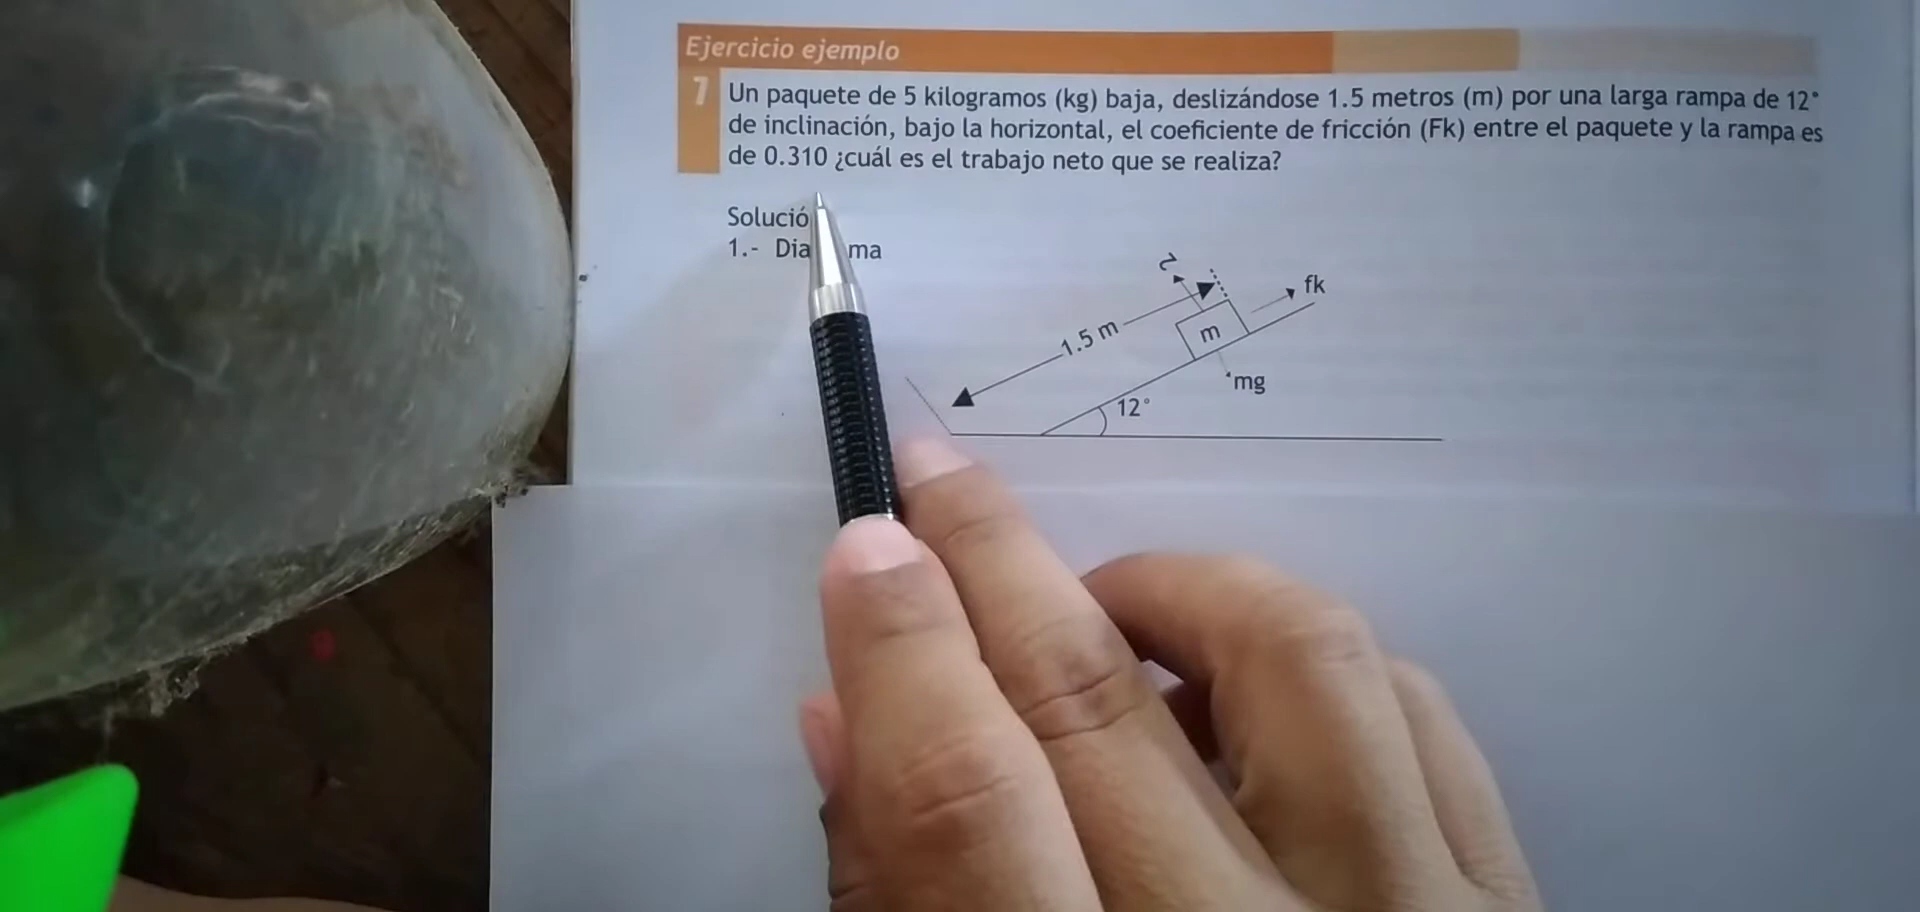 Ejercicio ejemplo
7 Un paquete de 5 kilogramos (kg) baja, deslizándose 1.5 metros (m) por una larga rampa de 12°
de inclinación, bajo la horizontal, el coeficiente de fricción (Fk) entre el paquete y la rampa es
de 0.310 ¿cuál es el trabajo neto que se realiza?
Solució
1.- Dia ma
fk
1.5 m
m
mg
12°